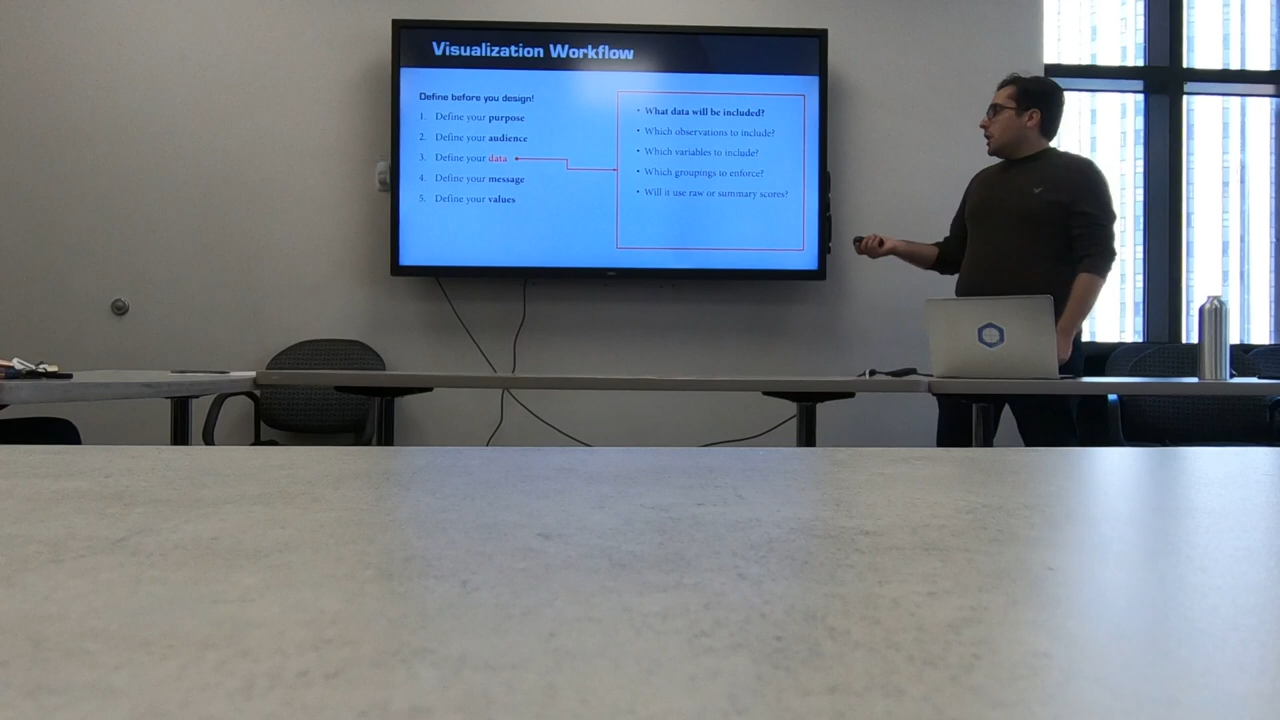 Visualization Workflow
Define before you design!
1. Define your purpose
2. Define your audience
3. Define your data
4. Define your message
5. Define your values
• What data will be included?
• Which observations to include?
• Which variables to include?
• Which groupings to enforce?
• Will it use raw or summary scores?